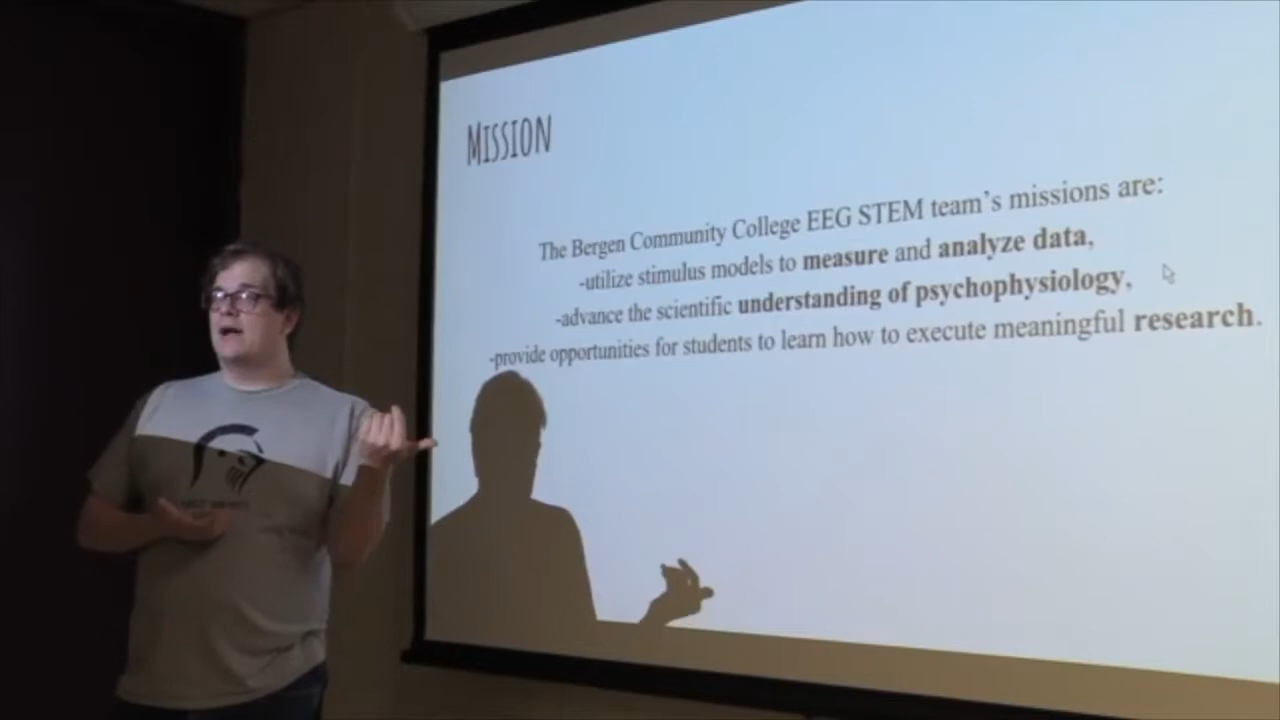 MISSION
The Bergen Community College EEG STEM team's missions are:
-utilize stimulus models to measure and analyze data,
-advance the scientific understanding of psychophysiology,
-provide opportunities for students to learn how to execute meaningful research.